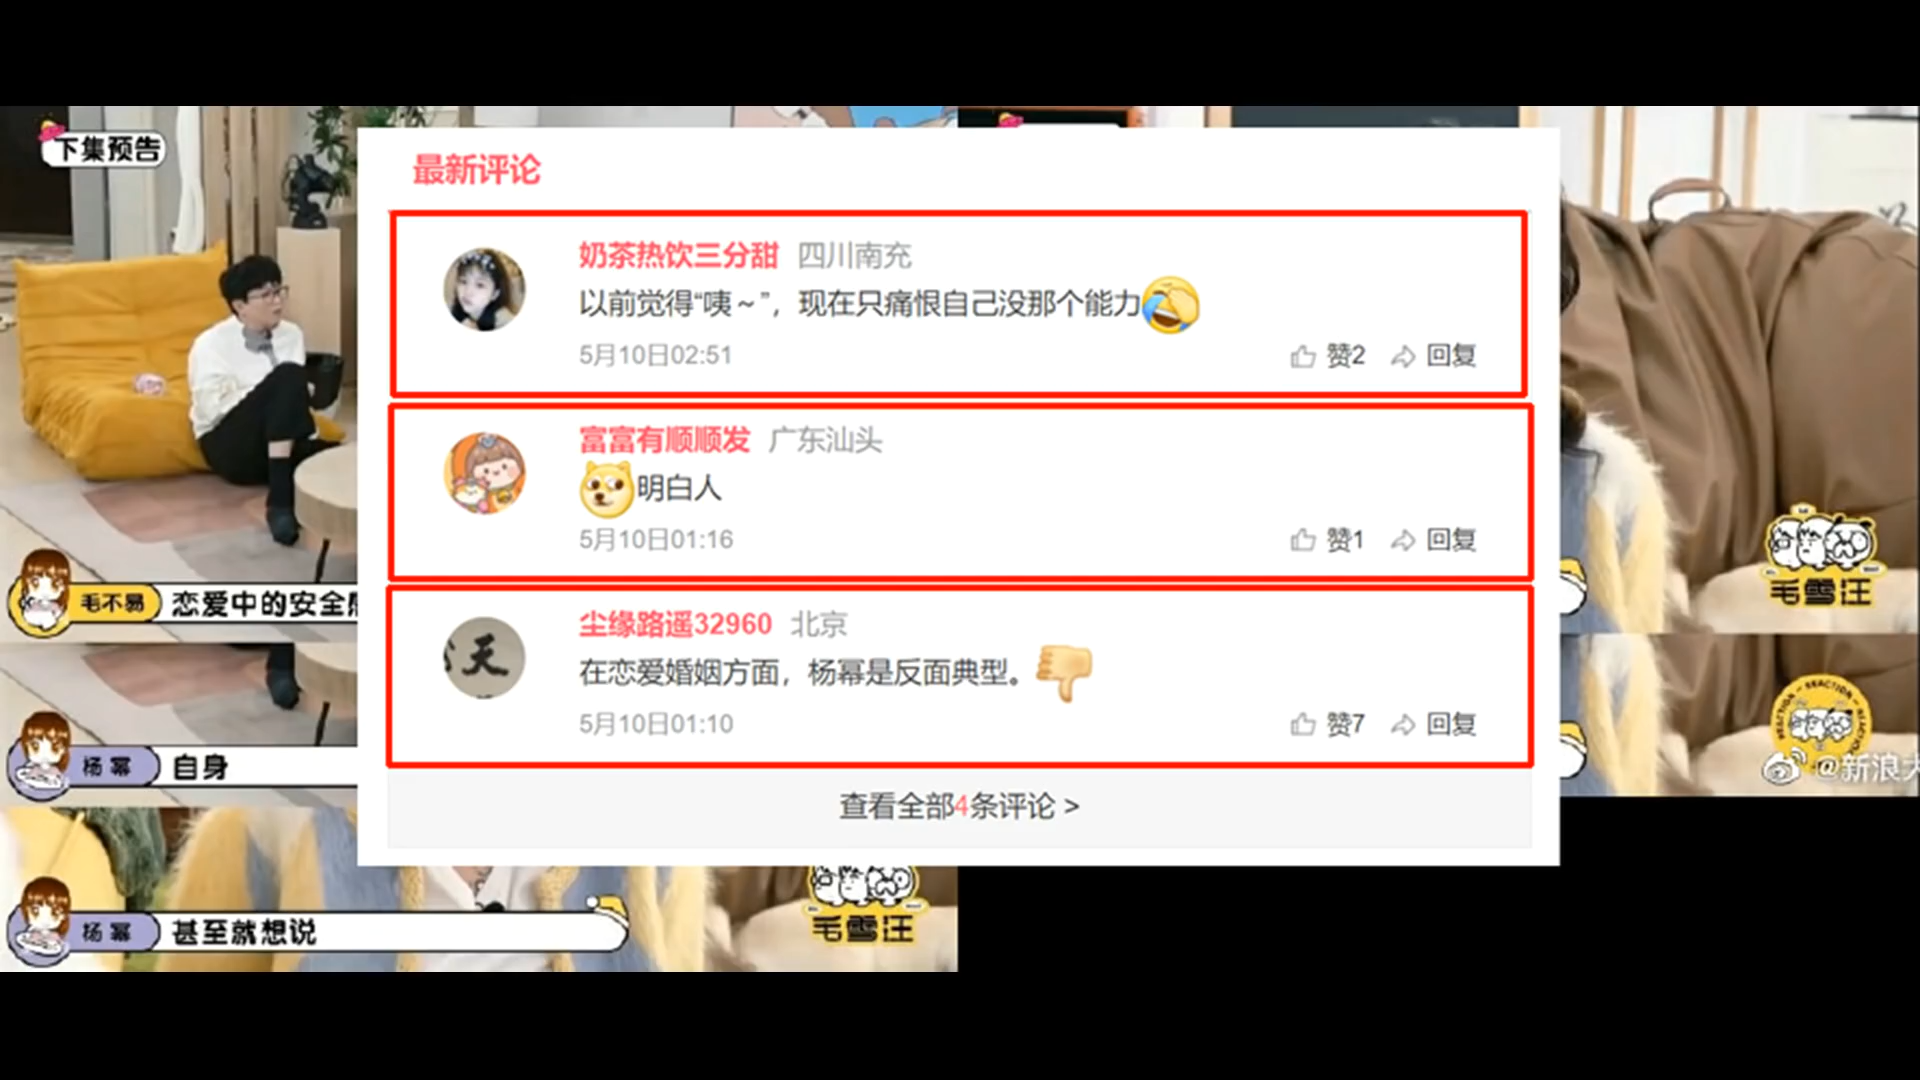 下集预告
最新评论
奶茶热饮三分甜 四川南充
以前觉得“咦～”，现在只痛恨自己没那个能力
5月10日02:51 赞2 回复
富富有顺顺发 广东汕头
明白人
5月10日01:16 赞1 回复
尘缘路遥32960 北京
在恋爱婚姻方面，杨幂是反面典型。
5月10日01:10 赞7 回复
查看全部4条评论 >
毛不易 恋爱中的安全
毛雪汪
杨幂 自身
REACTION REACTION
@新浪
杨幂 甚至就想说
毛雪汪